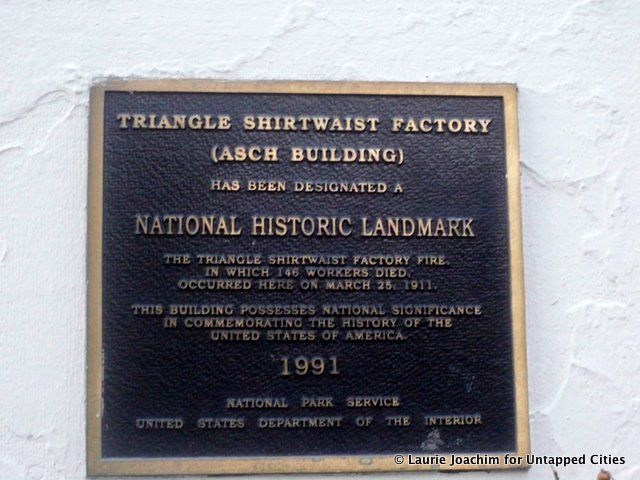 TRIANGLE SHIRTWAIST FACTORY
(ASCH BUILDING)
HAS BEEN DESIGNATED A
NATIONAL HISTORIC LANDMARK
THE TRIANGLE SHIRTWAIST FACTORY FIRE,
IN WHICH 146 WORKERS DIED,
OCCURRED HERE ON MARCH 25, 1911.
THIS BUILDING POSSESSES NATIONAL SIGNIFICANCE
IN COMMEMORATING THE HISTORY OF THE
UNITED STATES OF AMERICA.
1991
NATIONAL PARK SERVICE
UNITED STATES DEPARTMENT OF THE INTERIOR
© Laurie Joachim for Untapped Cities